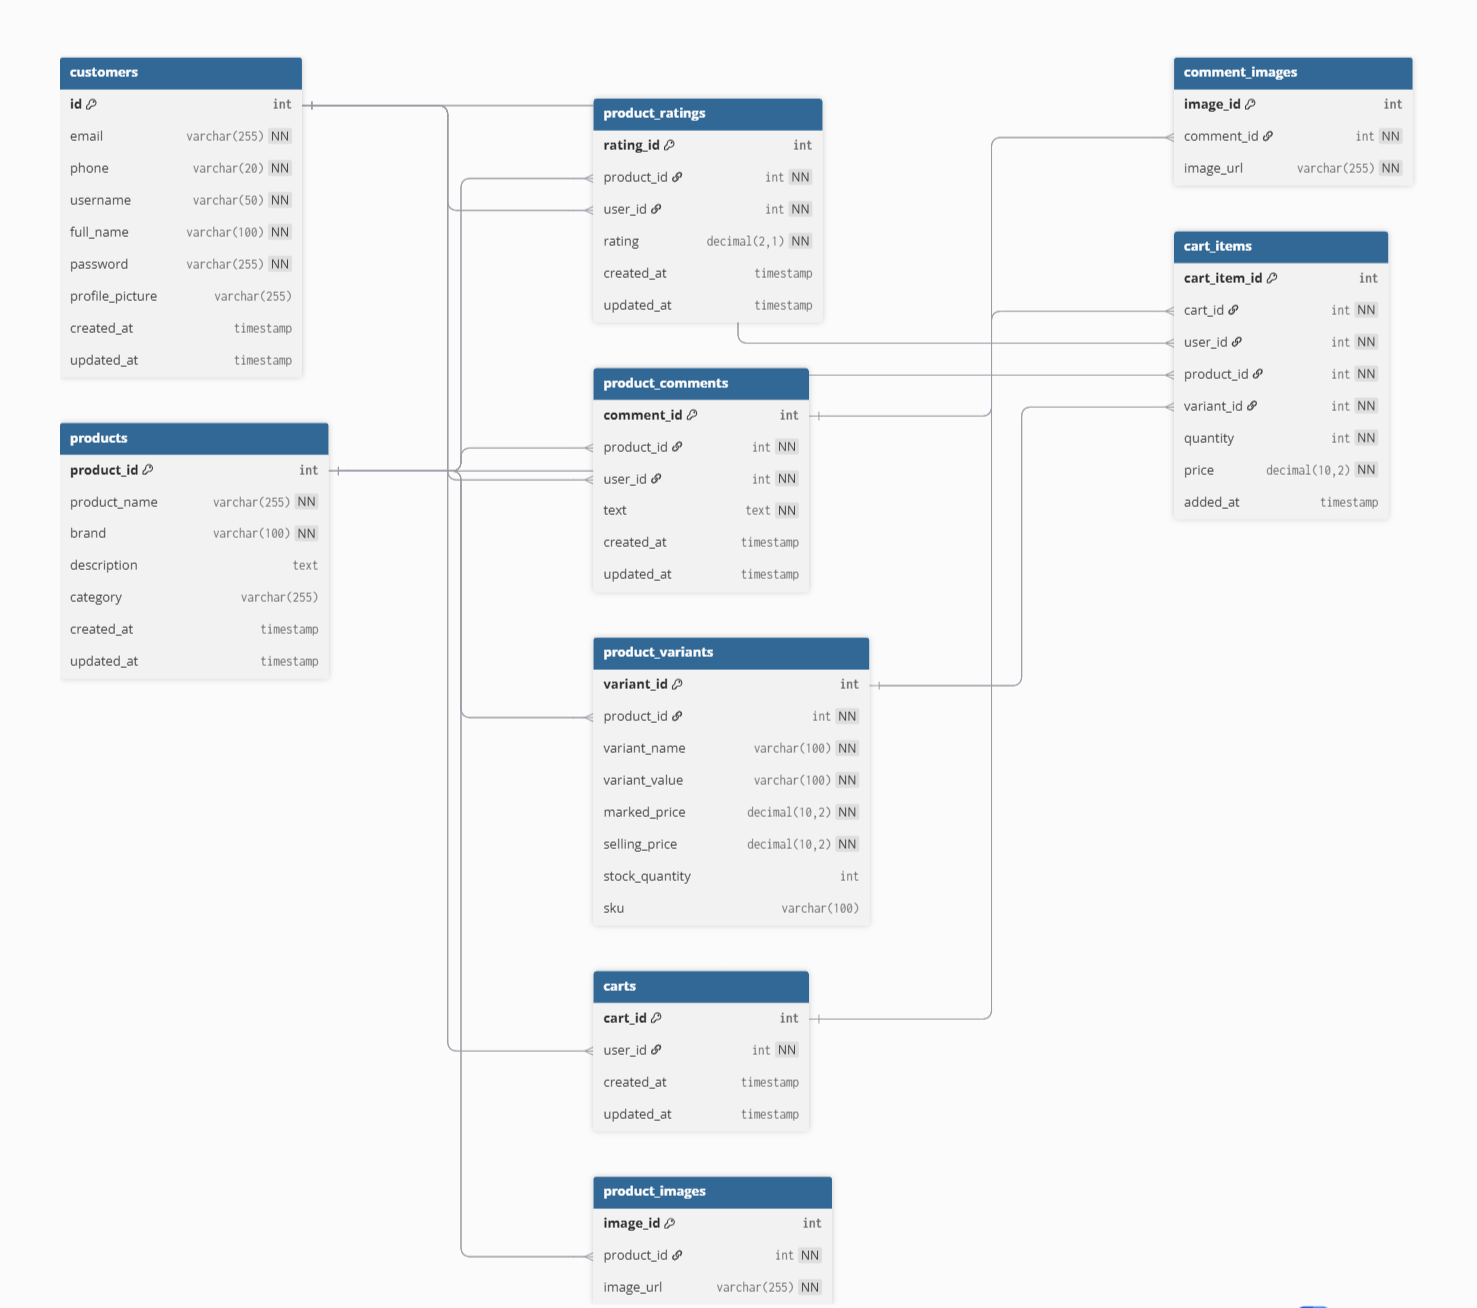 customers
id int
email varchar(255) NN
phone varchar(20) NN
username varchar(50) NN
full_name varchar(100) NN
password varchar(255) NN
profile_picture varchar(255)
created_at timestamp
updated_at timestamp
products
product_id int
product_name varchar(255) NN
brand varchar(100) NN
description text
category varchar(255)
created_at timestamp
updated_at timestamp
product_ratings
rating_id int
product_id int NN
user_id int NN
rating decimal(2,1) NN
created_at timestamp
updated_at timestamp
product_comments
comment_id int
product_id int NN
user_id int NN
text text NN
created_at timestamp
updated_at timestamp
product_variants
variant_id int
product_id int NN
variant_name varchar(100) NN
variant_value varchar(100) NN
marked_price decimal(10,2) NN
selling_price decimal(10,2) NN
stock_quantity int
sku varchar(100)
carts
cart_id int
user_id int NN
created_at timestamp
updated_at timestamp
product_images
image_id int
product_id int NN
image_url varchar(255) NN
comment_images
image_id int
comment_id int NN
image_url varchar(255) NN
cart_items
cart_item_id int
cart_id int NN
user_id int NN
product_id int NN
variant_id int NN
quantity int NN
price decimal(10,2) NN
added_at timestamp